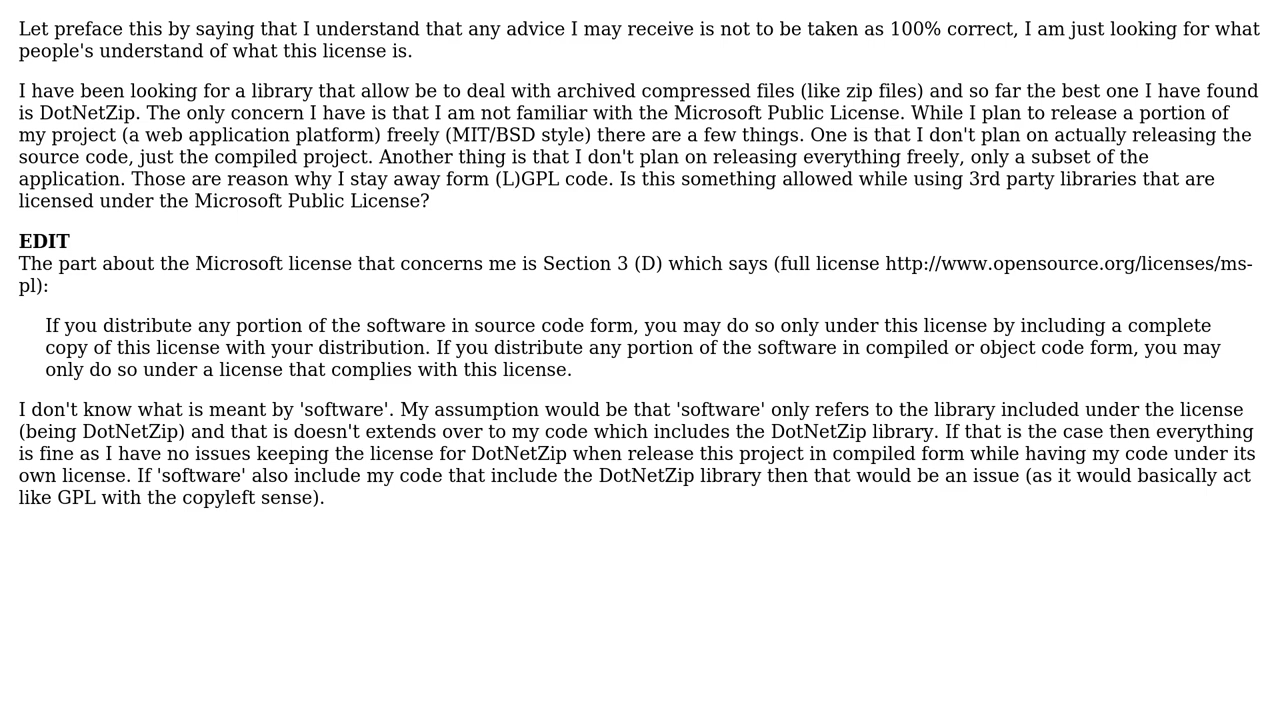 Let preface this by saying that I understand that any advice I may receive is not to be taken as 100% correct, I am just looking for what
people's understand of what this license is.
I have been looking for a library that allow be to deal with archived compressed files (like zip files) and so far the best one I have found
is DotNetZip. The only concern I have is that I am not familiar with the Microsoft Public License. While I plan to release a portion of
my project (a web application platform) freely (MIT/BSD style) there are a few things. One is that I don't plan on actually releasing the
source code, just the compiled project. Another thing is that I don't plan on releasing everything freely, only a subset of the
application. Those are reason why I stay away form (L)GPL code. Is this something allowed while using 3rd party libraries that are
licensed under the Microsoft Public License?
EDIT
The part about the Microsoft license that concerns me is Section 3 (D) which says (full license http://www.opensource.org/licenses/ms-
pl):
If you distribute any portion of the software in source code form, you may do so only under this license by including a complete
copy of this license with your distribution. If you distribute any portion of the software in compiled or object code form, you may
only do so under a license that complies with this license.
I don't know what is meant by 'software'. My assumption would be that 'software' only refers to the library included under the license
(being DotNetZip) and that is doesn't extends over to my code which includes the DotNetZip library. If that is the case then everything
is fine as I have no issues keeping the license for DotNetZip when release this project in compiled form while having my code under its
own license. If 'software' also include my code that include the DotNetZip library then that would be an issue (as it would basically act
like GPL with the copyleft sense).